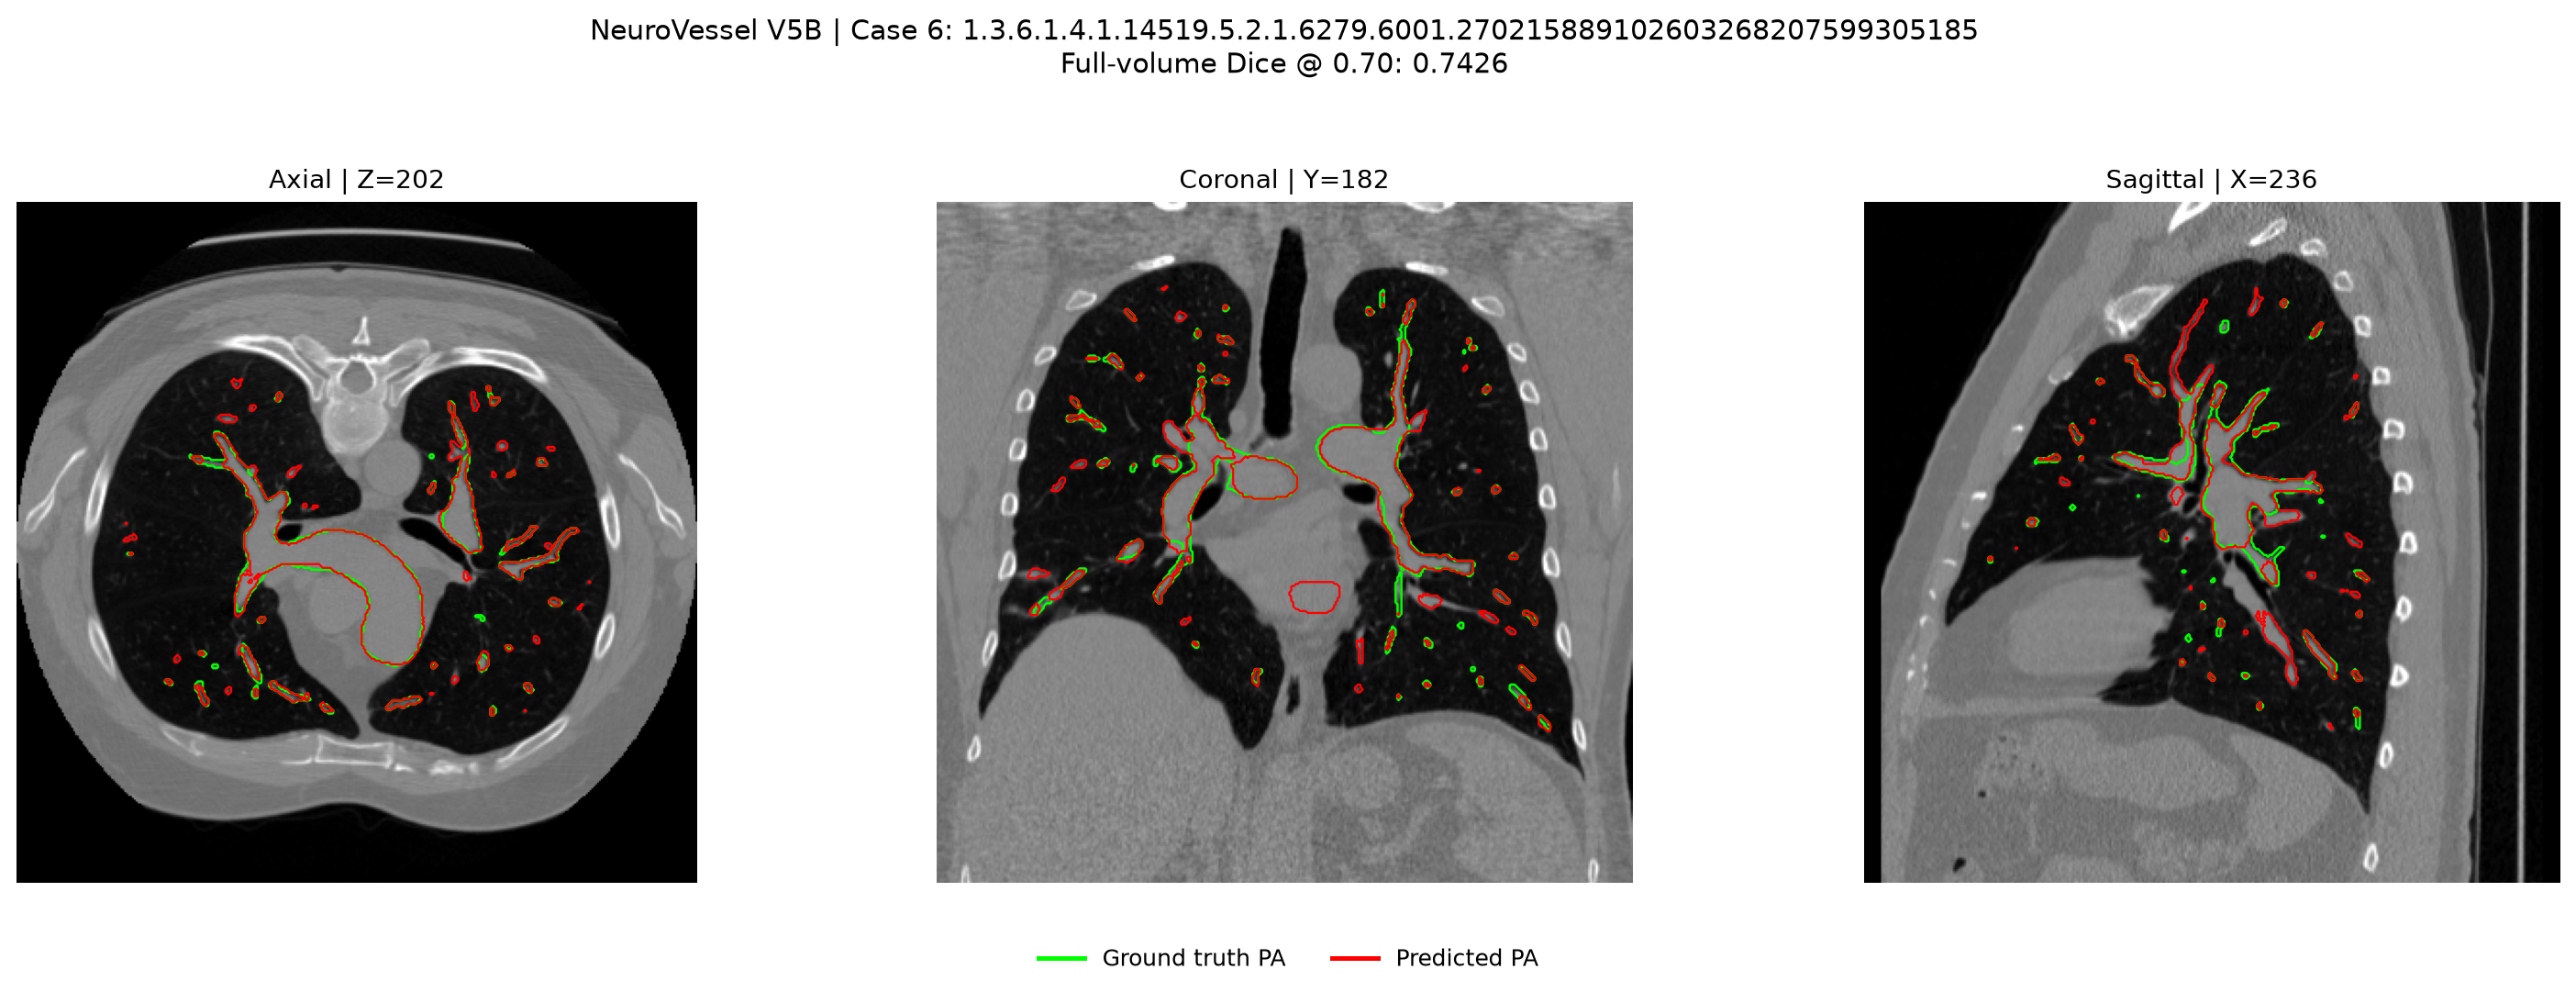 NeuroVessel V5B | Case 6: 1.3.6.1.4.1.14519.5.2.1.6279.6001.270215889102603268207599305185
Full-volume Dice @ 0.70: 0.7426
Axial | Z=202
Coronal | Y=182
Sagittal | X=236
Ground truth PA
Predicted PA